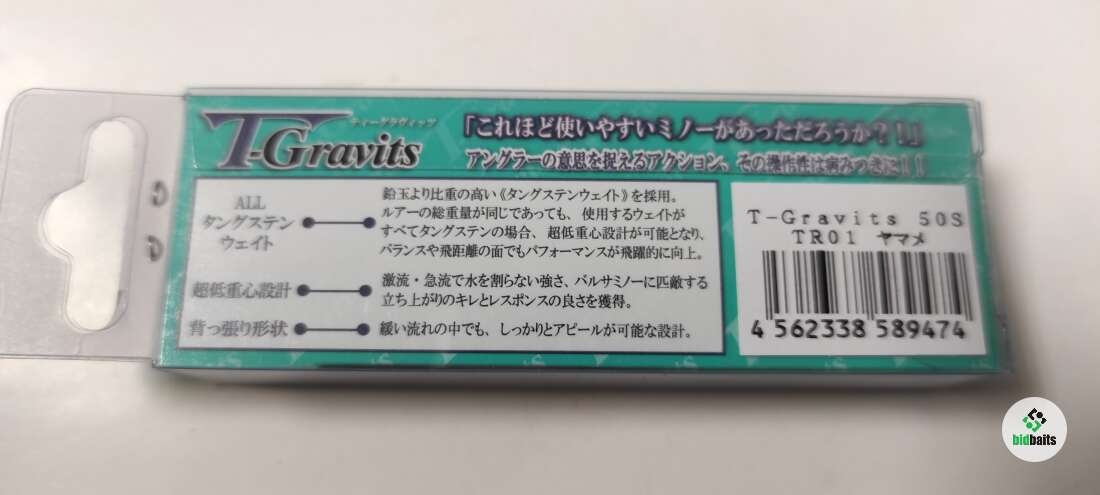 ティーグラヴィッツ
T-Gravits
「これほど使いやすいミノーがあっただろうか?!」
アングラーの意思を捉えるアクション、その操作性は病みつきに!!
ALL
タングステン
ウェイト
鉛玉より比重の高い《タングステンウェイト》を採用。
ルアーの総重量が同じであっても、使用するウェイトが
すべてタングステンの場合、超低重心設計が可能となり、
バランスや飛距離の面でもパフォーマンスが飛躍的に向上。
超低重心設計
激流・急流で水を割らない強さ、バルサミノーに匹敵する
立ち上がりのキレとレスポンスの良さを獲得。
背っ張り形状
緩い流れの中でも、しっかりとアピールが可能な設計。
T-Gravits 50S
TR01 ヤマメ
4 562338 589474
bidbaits